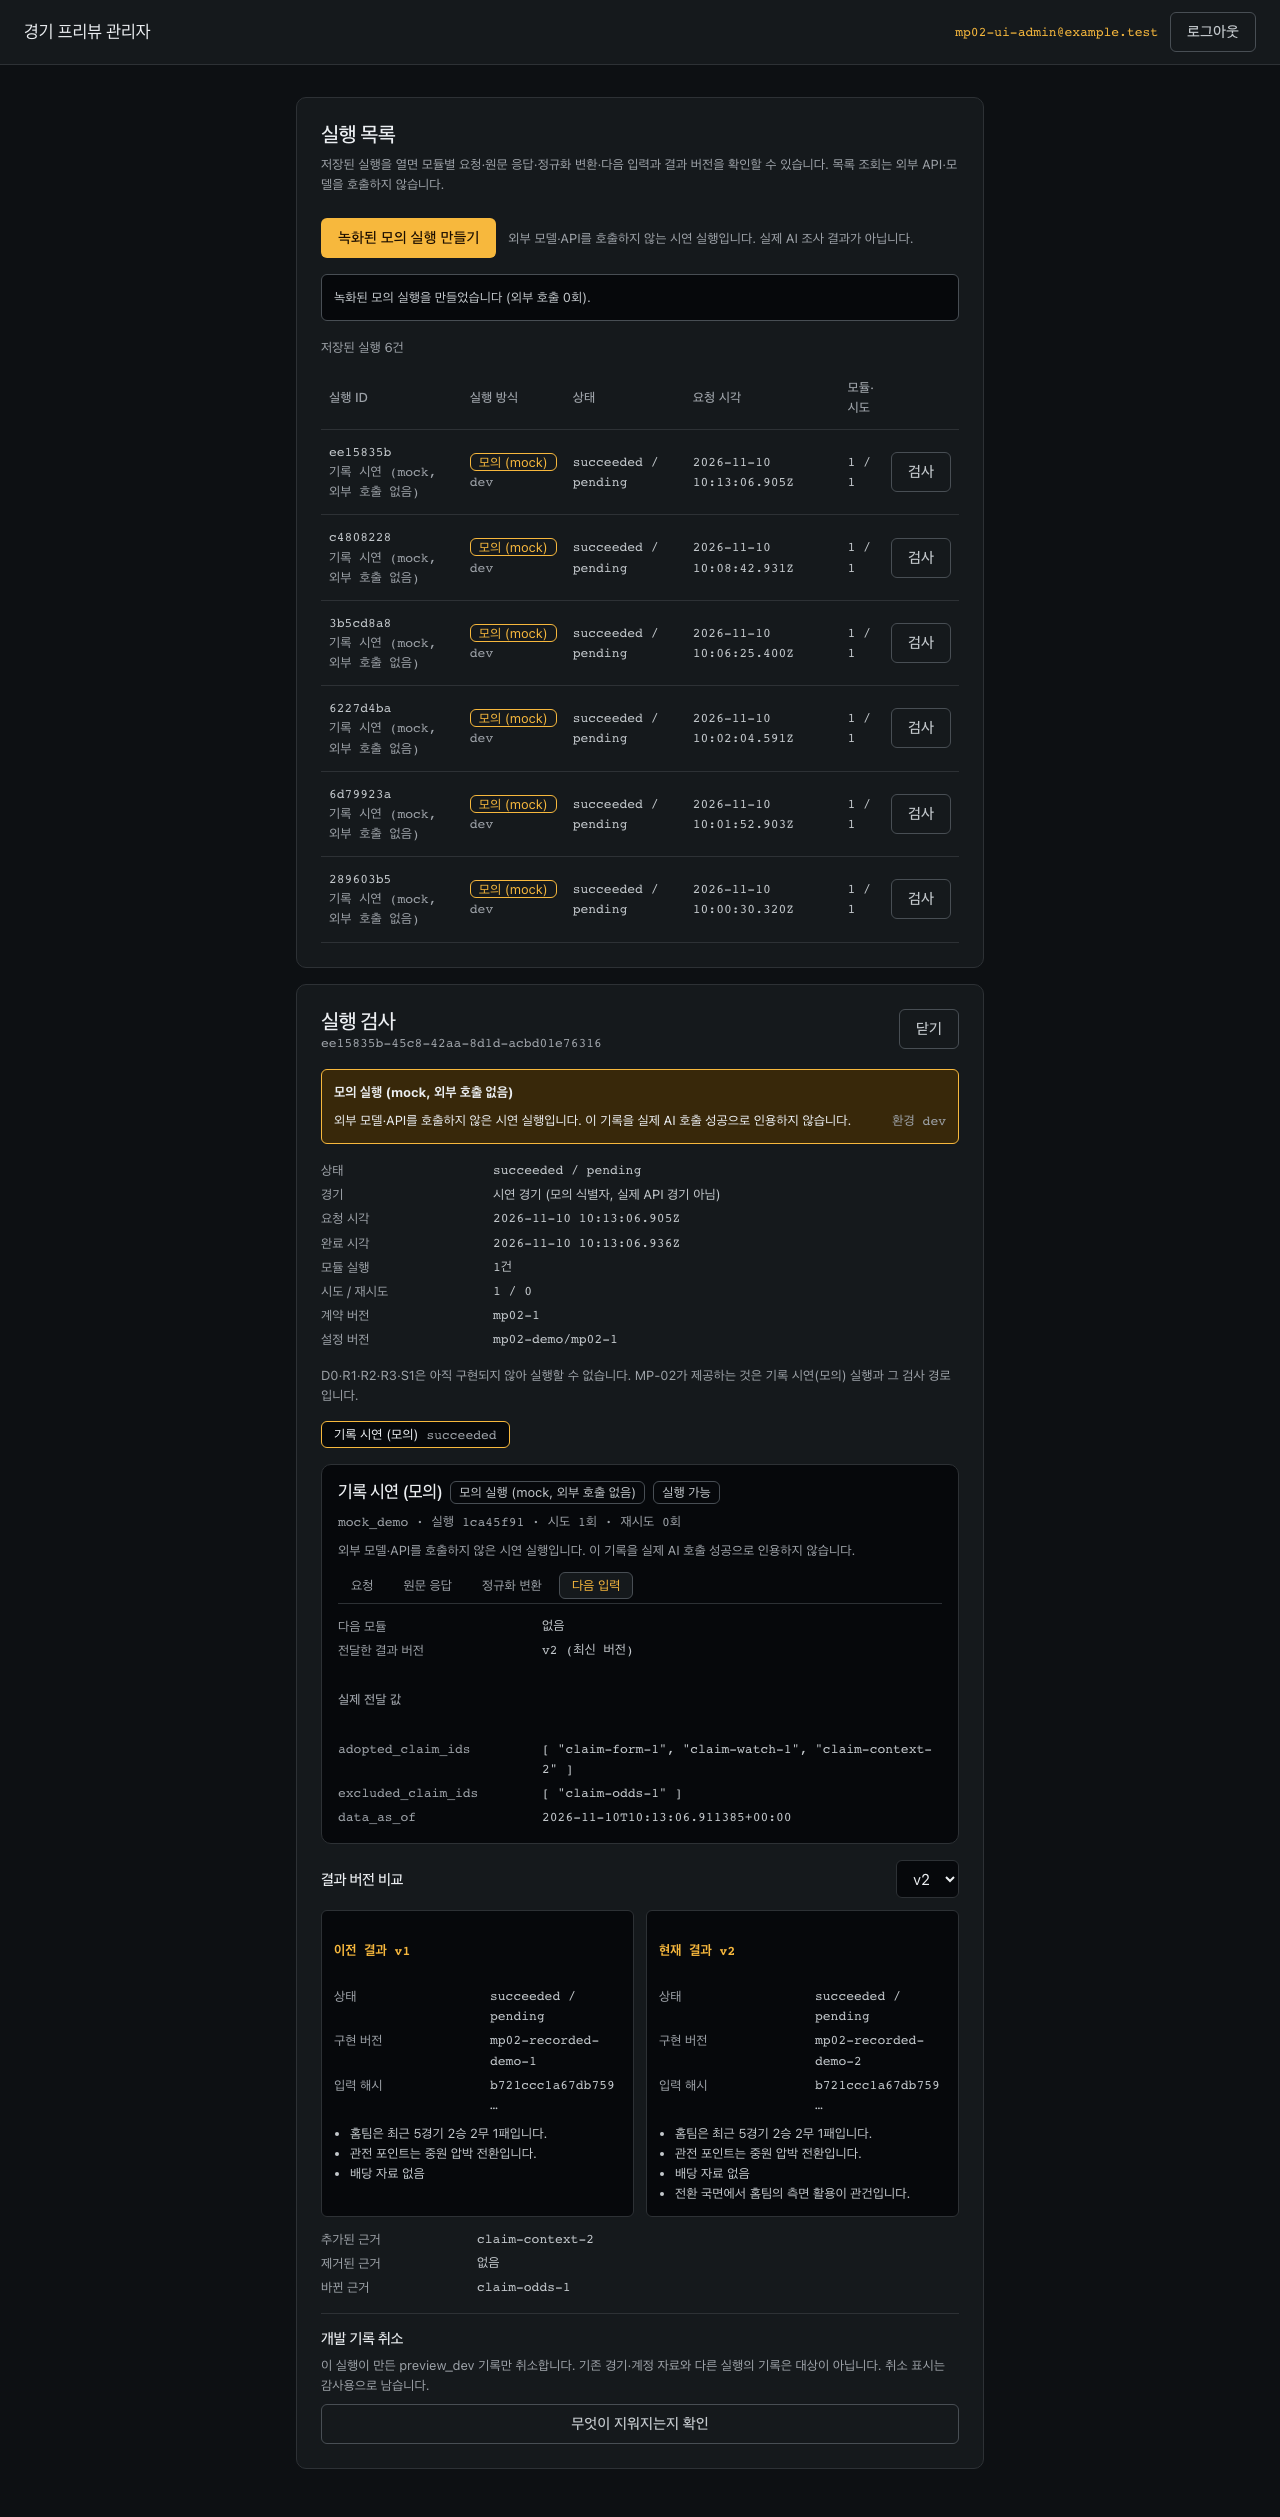 경기 프리뷰 관리자
mp02-ui-admin@example.test
로그아웃
실행 목록
저장된 실행을 열면 모듈별 요청·원문 응답·정규화 변환·다음 입력과 결과 버전을 확인할 수 있습니다. 목록 조회는 외부 API·모
델을 호출하지 않습니다.
녹화된 모의 실행 만들기
외부 모델·API를 호출하지 않는 시연 실행입니다. 실제 AI 조사 결과가 아닙니다.
녹화된 모의 실행을 만들었습니다 (외부 호출 0회).
저장된 실행 6건
실행 ID 실행 방식 상태 요청 시각 모듈·
시도
ee15835b
기록 시연 (mock,
외부 호출 없음)
모의 (mock)
dev
succeeded /
pending
2026-11-10
10:13:06.905Z
1 /
1
검사
c4808228
기록 시연 (mock,
외부 호출 없음)
모의 (mock)
dev
succeeded /
pending
2026-11-10
10:08:42.931Z
1 /
1
검사
3b5cd8a8
기록 시연 (mock,
외부 호출 없음)
모의 (mock)
dev
succeeded /
pending
2026-11-10
10:06:25.400Z
1 /
1
검사
6227d4ba
기록 시연 (mock,
외부 호출 없음)
모의 (mock)
dev
succeeded /
pending
2026-11-10
10:02:04.591Z
1 /
1
검사
6d79923a
기록 시연 (mock,
외부 호출 없음)
모의 (mock)
dev
succeeded /
pending
2026-11-10
10:01:52.903Z
1 /
1
검사
289603b5
기록 시연 (mock,
외부 호출 없음)
모의 (mock)
dev
succeeded /
pending
2026-11-10
10:00:30.320Z
1 /
1
검사
실행 검사
ee15835b-45c8-42aa-8d1d-acbd01e76316
닫기
모의 실행 (mock, 외부 호출 없음)
외부 모델·API를 호출하지 않은 시연 실행입니다. 이 기록을 실제 AI 호출 성공으로 인용하지 않습니다.
환경 dev
상태 succeeded / pending
경기 시연 경기 (모의 식별자, 실제 API 경기 아님)
요청 시각 2026-11-10 10:13:06.905Z
완료 시각 2026-11-10 10:13:06.936Z
모듈 실행 1건
시도 / 재시도 1 / 0
계약 버전 mp02-1
설정 버전 mp02-demo/mp02-1
D0·R1·R2·R3·S1은 아직 구현되지 않아 실행할 수 없습니다. MP-02가 제공하는 것은 기록 시연(모의) 실행과 그 검사 경로
입니다.
기록 시연 (모의) succeeded
기록 시연 (모의) 모의 실행 (mock, 외부 호출 없음) 실행 가능
mock_demo · 실행 1ca45f91 · 시도 1회 · 재시도 0회
외부 모델·API를 호출하지 않은 시연 실행입니다. 이 기록을 실제 AI 호출 성공으로 인용하지 않습니다.
요청 원문 응답 정규화 변환 다음 입력
다음 모듈 없음
전달한 결과 버전 v2 (최신 버전)
실제 전달 값
adopted_claim_ids [ "claim-form-1", "claim-watch-1", "claim-context-
2" ]
excluded_claim_ids [ "claim-odds-1" ]
data_as_of 2026-11-10T10:13:06.911385+00:00
결과 버전 비교
v2
이전 결과 v1
상태 succeeded /
pending
구현 버전 mp02-recorded-
demo-1
입력 해시 b721ccc1a67db759
…
• 홈팀은 최근 5경기 2승 2무 1패입니다.
• 관전 포인트는 중원 압박 전환입니다.
• 배당 자료 없음
현재 결과 v2
상태 succeeded /
pending
구현 버전 mp02-recorded-
demo-2
입력 해시 b721ccc1a67db759
…
• 홈팀은 최근 5경기 2승 2무 1패입니다.
• 관전 포인트는 중원 압박 전환입니다.
• 배당 자료 없음
• 전환 국면에서 홈팀의 측면 활용이 관건입니다.
추가된 근거 claim-context-2
제거된 근거 없음
바뀐 근거 claim-odds-1
개발 기록 취소
이 실행이 만든 preview_dev 기록만 취소합니다. 기존 경기·계정 자료와 다른 실행의 기록은 대상이 아닙니다. 취소 표시는
감사용으로 남습니다.
무엇이 지워지는지 확인